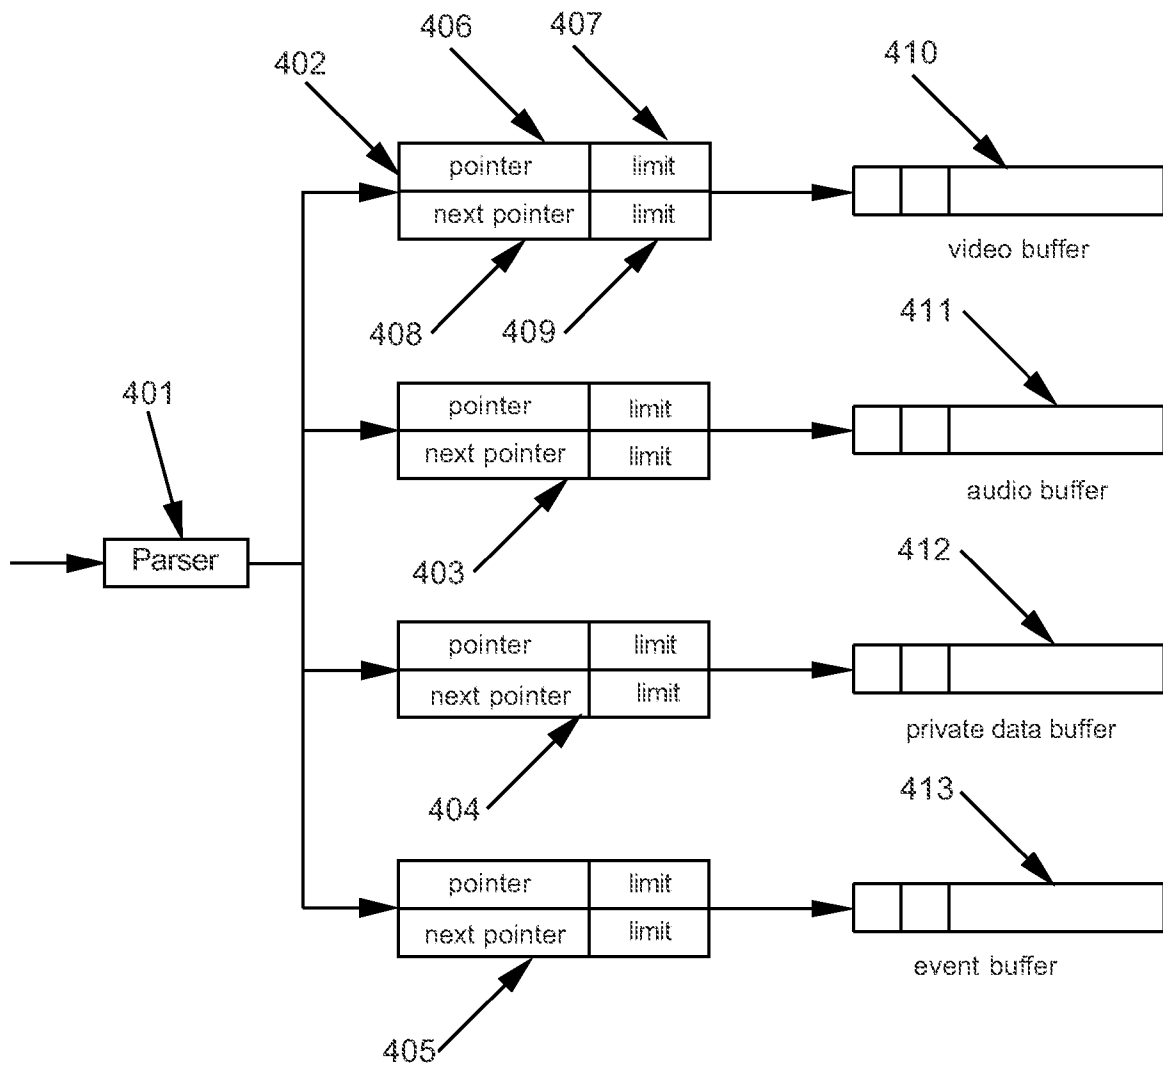 406
407
410
402
pointer
limit
next pointer
limit
video buffer
408
409
411
401
pointer
limit
next pointer
limit
audio buffer
Parser
403
412
pointer
limit
next pointer
limit
private data buffer
404
413
pointer
limit
next pointer
limit
event buffer
405